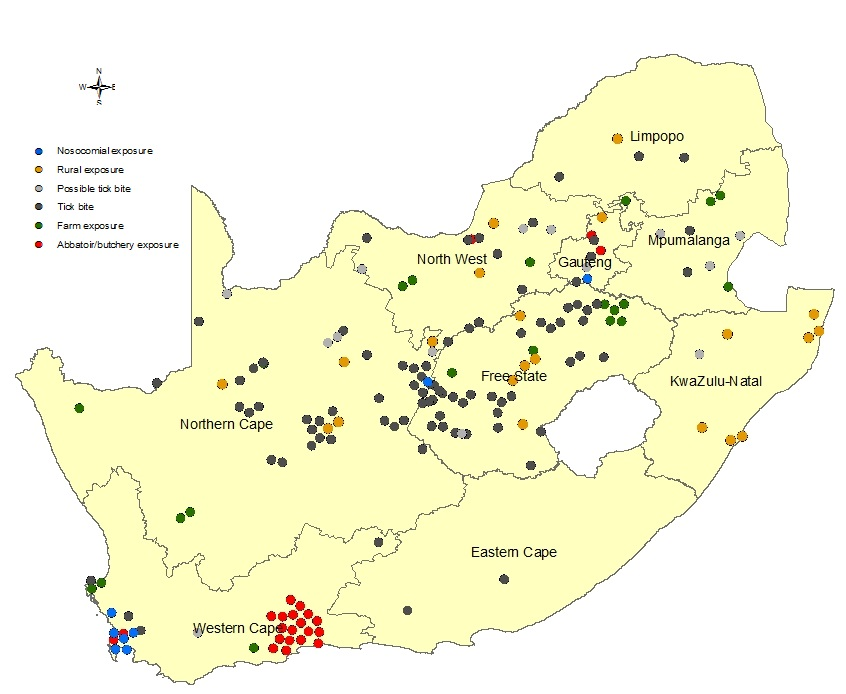 N
W E
S
Nosocomial exposure
Rural exposure
Possible tick bite
Tick bite
Farm exposure
Abbatoir/butchery exposure
Limpopo
North West
Gauteng
Mpumalanga
Free State
KwaZulu-Natal
Northern Cape
Eastern Cape
Western Cape